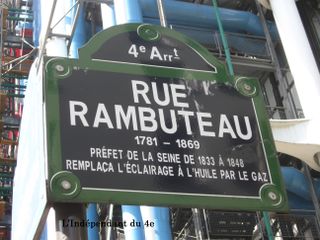 4e Arrt
RUE
RAMBUTEAU
1781 - 1869
PRÉFET DE LA SEINE DE 1833 À 1848
REMPLAÇA L'ÉCLAIRAGE À L'HUILE PAR LE GAZ
L'Indépendant du 4e